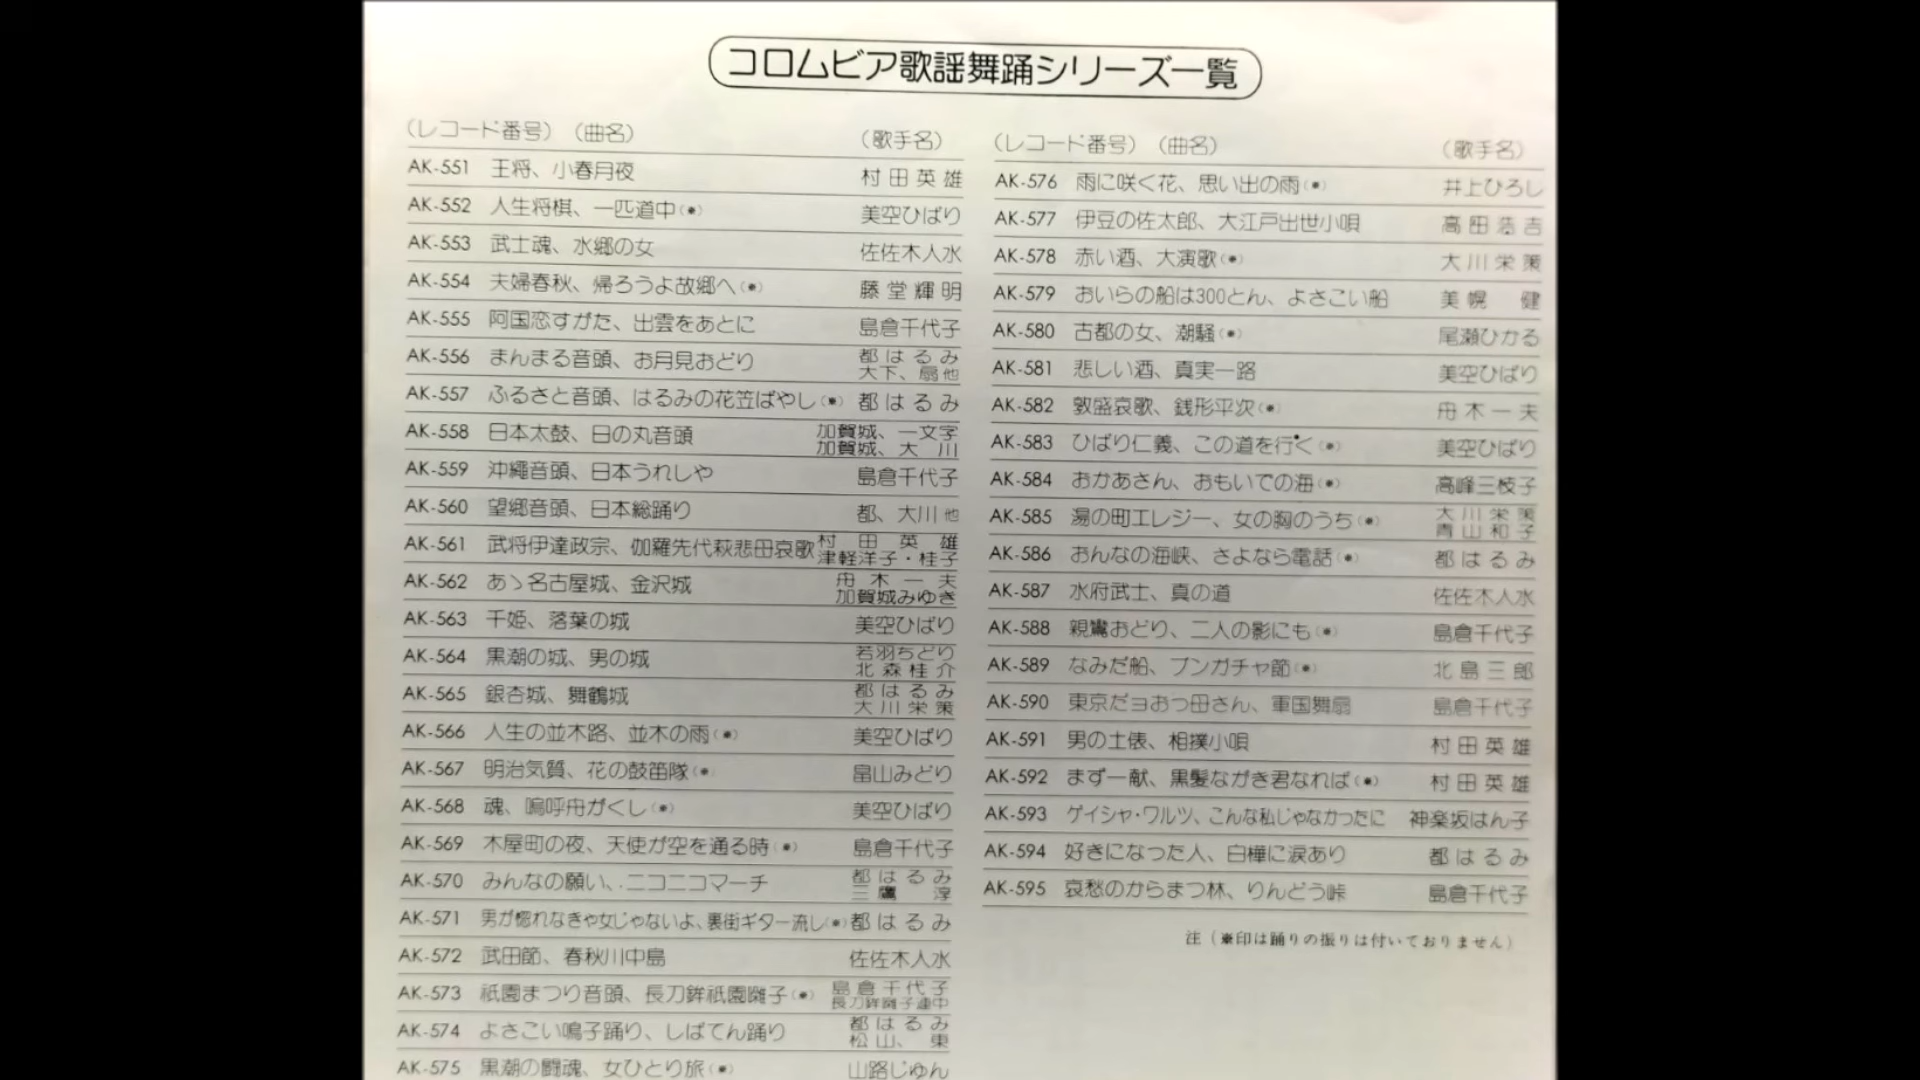 コロムビア歌謡舞踊シリーズ一覧
（レコード番号）（曲名）（歌手名）
AK-551 王将、小春月夜 村田英雄
AK-552 人生将棋、一匹道中(※) 美空ひばり
AK-553 武士魂、水郷の女 佐佐木人水
AK-554 夫婦春秋、帰ろうよ故郷へ(※) 藤堂輝明
AK-555 阿国恋すがた、出雲をあとに 島倉千代子
AK-556 まんまる音頭、お月見おどり 都はるみ 大下、扇他
AK-557 ふるさと音頭、はるみの花笠ばやし(※) 都はるみ
AK-558 日本太鼓、日の丸音頭 加賀城、一文字 加賀城、大川
AK-559 沖繩音頭、日本うれしや 島倉千代子
AK-560 望郷音頭、日本総踊り 都、大川他
AK-561 武将伊達政宗、伽羅先代萩悲母哀歌 村田英雄 津軽洋子・桂子
AK-562 あゝ名古屋城、金沢城 舟木一夫 加賀城みゆき
AK-563 千姫、落葉の城 美空ひばり
AK-564 黒潮の城、男の城 若羽ちどり 北森桂介
AK-565 銀杏城、舞鶴城 都はるみ 大川栄策
AK-566 人生の並木路、並木の雨(※) 美空ひばり
AK-567 明治気質、花の鼓笛隊(※) 畠山みどり
AK-568 魂、嗚呼舟がくし(※) 美空ひばり
AK-569 木屋町の夜、天使が空を通る時(※) 島倉千代子
AK-570 みんなの願い、ニコニコマーチ 都はるみ 三鷹淳
AK-571 男が惚れなきゃ女じゃないよ、裏街ギター流し(※) 都はるみ
AK-572 武田節、春秋川中島 佐佐木人水
AK-573 祇園まつり音頭、長刀鉾祇園囃子(※) 島倉千代子 長刀鉾囃子連中
AK-574 よさこい鳴子踊り、しばてん踊り 都はるみ 松山、東
AK-575 黒潮の闘魂、女ひとり旅(※) 山路じゅん
（レコード番号）（曲名）（歌手名）
AK-576 雨に咲く花、思い出の雨(※) 井上ひろし
AK-577 伊豆の佐太郎、大江戸出世小唄 高田浩吉
AK-578 赤い酒、大演歌(※) 大川栄策
AK-579 おいらの船は300とん、よさこい船 美幌健
AK-580 古都の女、潮騒(※) 尾瀬ひかる
AK-581 悲しい酒、真実一路 美空ひばり
AK-582 敦盛哀歌、銭形平次(※) 舟木一夫
AK-583 ひばり仁義、この道を行く(※) 美空ひばり
AK-584 おかあさん、おもいでの海(※) 高峰三枝子
AK-585 湯の町エレジー、女の胸のうち(※) 大川栄策 青山和子
AK-586 おんなの海峡、さよなら電話(※) 都はるみ
AK-587 水府武士、真の道 佐佐木人水
AK-588 親鸞おどり、二人の影にも(※) 島倉千代子
AK-589 なみだ船、ブンガチャ節(※) 北島三郎
AK-590 東京だョおっ母さん、軍国舞扇 島倉千代子
AK-591 男の土俵、相撲小唄 村田英雄
AK-592 まず一献、黒髪ながき君なれば(※) 村田英雄
AK-593 ゲイシャ・ワルツ、こんな私じゃなかったに 神楽坂はん子
AK-594 好きになった人、白樺に涙あり 都はるみ
AK-595 哀愁のからまつ林、りんどう峠 島倉千代子
注（※印は踊りの振りは付いておりません）